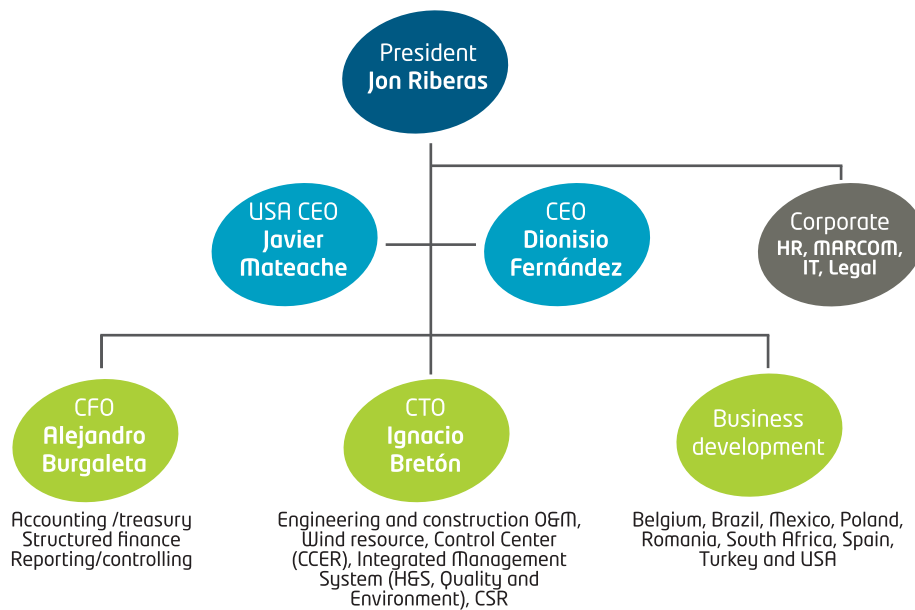 President
Jon Riberas
USA CEO
Javier
Mateache
CEO
Dionisio
Fernández
Corporate
HR, MARCOM,
IT, Legal
CFO
Alejandro
Burgaleta
CTO
Ignacio
Bretón
Business
development
Accounting /treasury
Structured finance
Reporting/controlling
Engineering and construction O&M,
Wind resource, Control Center
(CCER), Integrated Management
System (H&S, Quality and
Environment), CSR
Belgium, Brazil, Mexico, Poland,
Romania, South Africa, Spain,
Turkey and USA